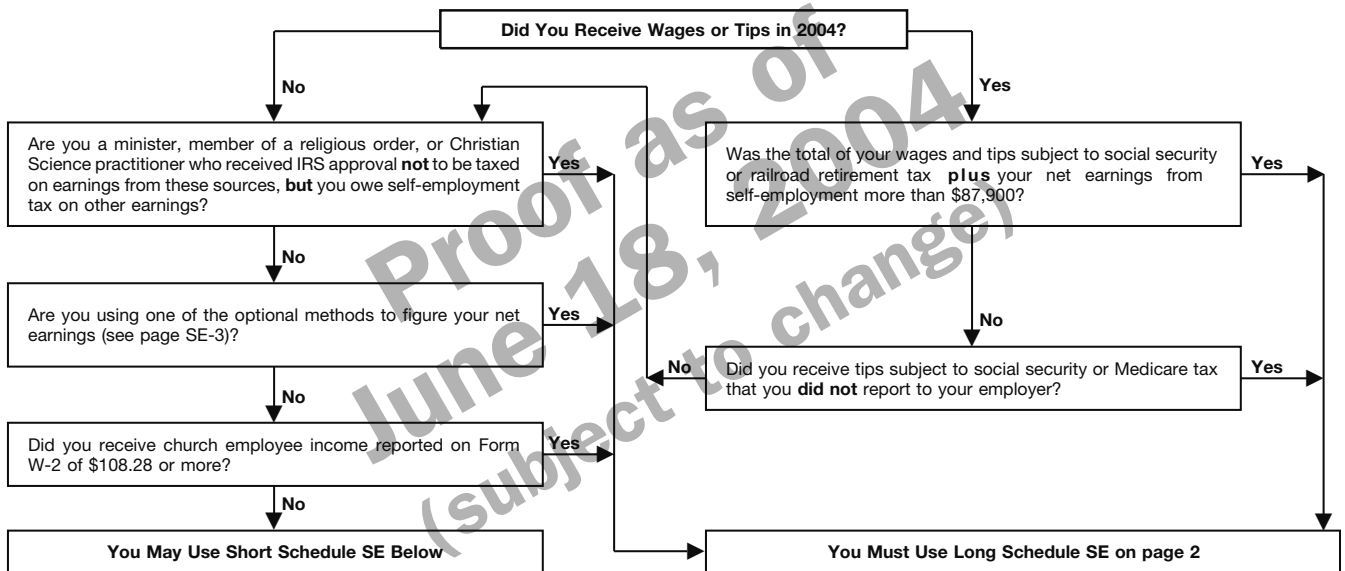 Did You Receive Wages or Tips in 2004?
No
Yes
Are you a minister, member of a religious order, or Christian
Science practitioner who received IRS approval not to be taxed
on earnings from these sources, but you owe self-employment
tax on other earnings?
Yes
Was the total of your wages and tips subject to social security
or railroad retirement tax plus your net earnings from
self-employment more than $87,900?
Yes
No
Are you using one of the optional methods to figure your net
earnings (see page SE-3)?
Yes
No
No
Did you receive tips subject to social security or Medicare tax
that you did not report to your employer?
Yes
No
Did you receive church employee income reported on Form
W-2 of $108.28 or more?
Yes
No
You May Use Short Schedule SE Below
You Must Use Long Schedule SE on page 2
Proof as of
June 18, 2004
(subject to change)